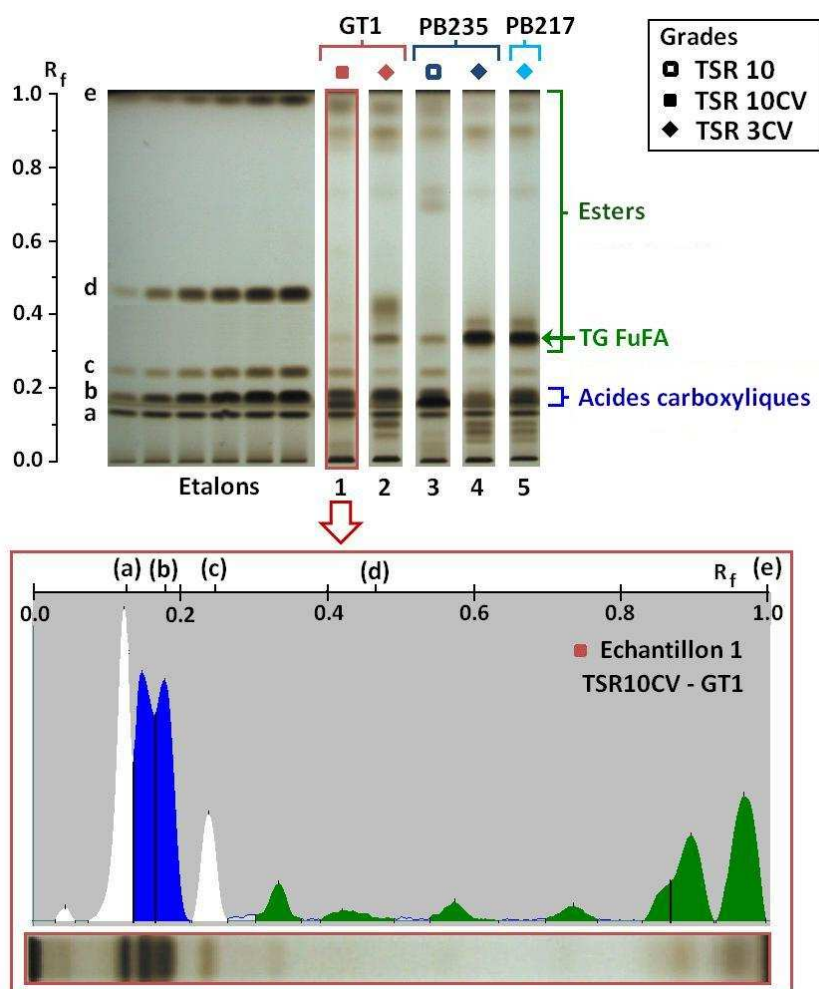 GT1 PB235 PB217
Grades
TSR 10
TSR 10CV
TSR 3CV
Rf
1.0
0.8
0.6
0.4
0.2
0.0
e
d
c
b
a
Esters
TG FuFA
Acides carboxyliques
Etalons 1 2 3 4 5
(a) (b) (c) (d) Rf (e)
0.0 0.2 0.4 0.6 0.8 1.0
Echantillon 1
TSR10CV - GT1